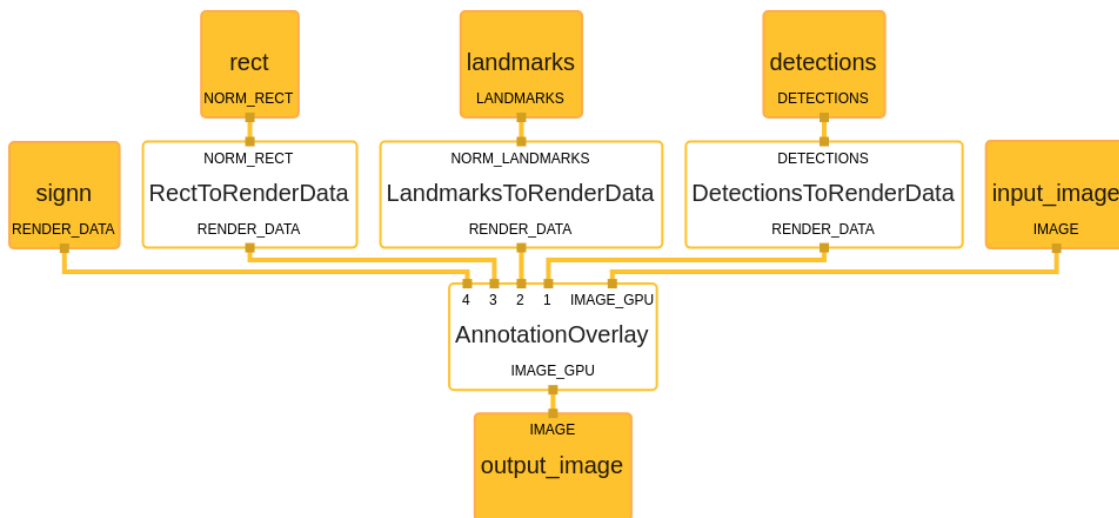 rect
NORM_RECT
landmarks
LANDMARKS
detections
DETECTIONS
signn
RENDER_DATA
NORM_RECT
RectToRenderData
RENDER_DATA
NORM_LANDMARKS
LandmarksToRenderData
RENDER_DATA
DETECTIONS
DetectionsToRenderData
RENDER_DATA
input_image
IMAGE
4 3 2 1 IMAGE_GPU
AnnotationOverlay
IMAGE_GPU
IMAGE
output_image